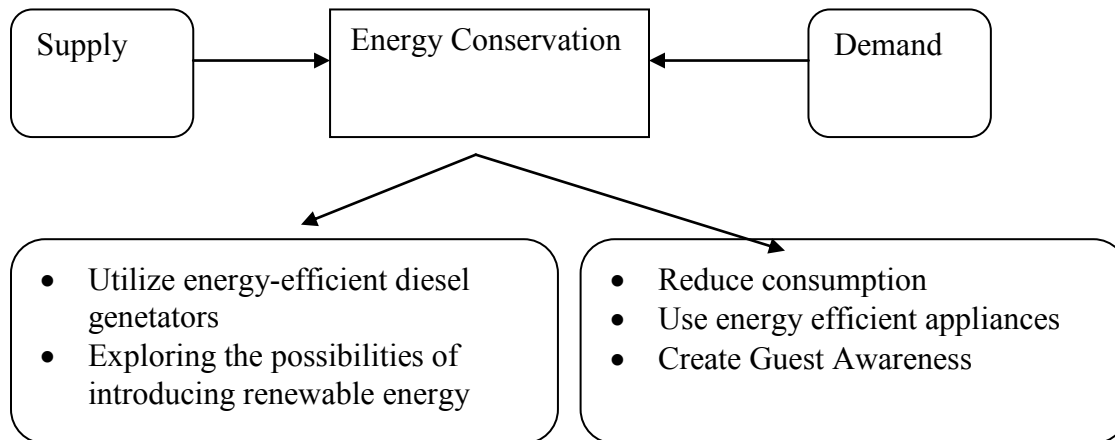 Supply
Energy Conservation
Demand
• Utilize energy-efficient diesel
genetators
• Exploring the possibilities of
introducing renewable energy
• Reduce consumption
• Use energy efficient appliances
• Create Guest Awareness